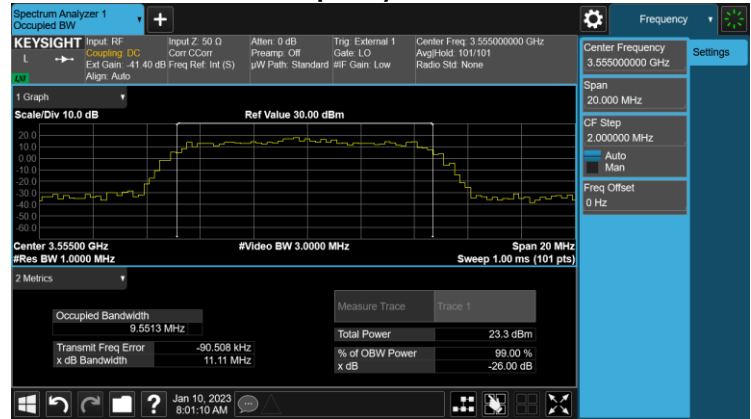 Spectrum Analyzer 1
Occupied BW
Frequency
KEYSIGHT
L
LU
Input: RF
Coupling: DC
Ext Gain: -41.40 dB
Align: Auto
Input Z: 50 Ω
Corr CCorr
Freq Ref: Int (S)
Atten: 0 dB
Preamp: Off
µW Path: Standard
Trig: External 1
Gate: LO
#IF Gain: Low
Center Freq: 3.555000000 GHz
Avg|Hold: 101/101
Radio Std: None
Center Frequency
3.555000000 GHz
Settings
Span
20.000 MHz
CF Step
2.000000 MHz
Auto
Man
Freq Offset
0 Hz
1 Graph
Scale/Div 10.0 dB
Ref Value 30.00 dBm
20.0
10.0
0.00
-10.0
-20.0
-30.0
-40.0
-50.0
-60.0
Center 3.55500 GHz
#Video BW 3.0000 MHz
Span 20 MHz
#Res BW 1.0000 MHz
Sweep 1.00 ms (101 pts)
2 Metrics
Occupied Bandwidth
9.5513 MHz
Transmit Freq Error -90.508 kHz
x dB Bandwidth 11.11 MHz
Measure Trace Trace 1
Total Power 23.3 dBm
% of OBW Power 99.00 %
x dB -26.00 dB
?
Jan 10, 2023
8:01:10 AM